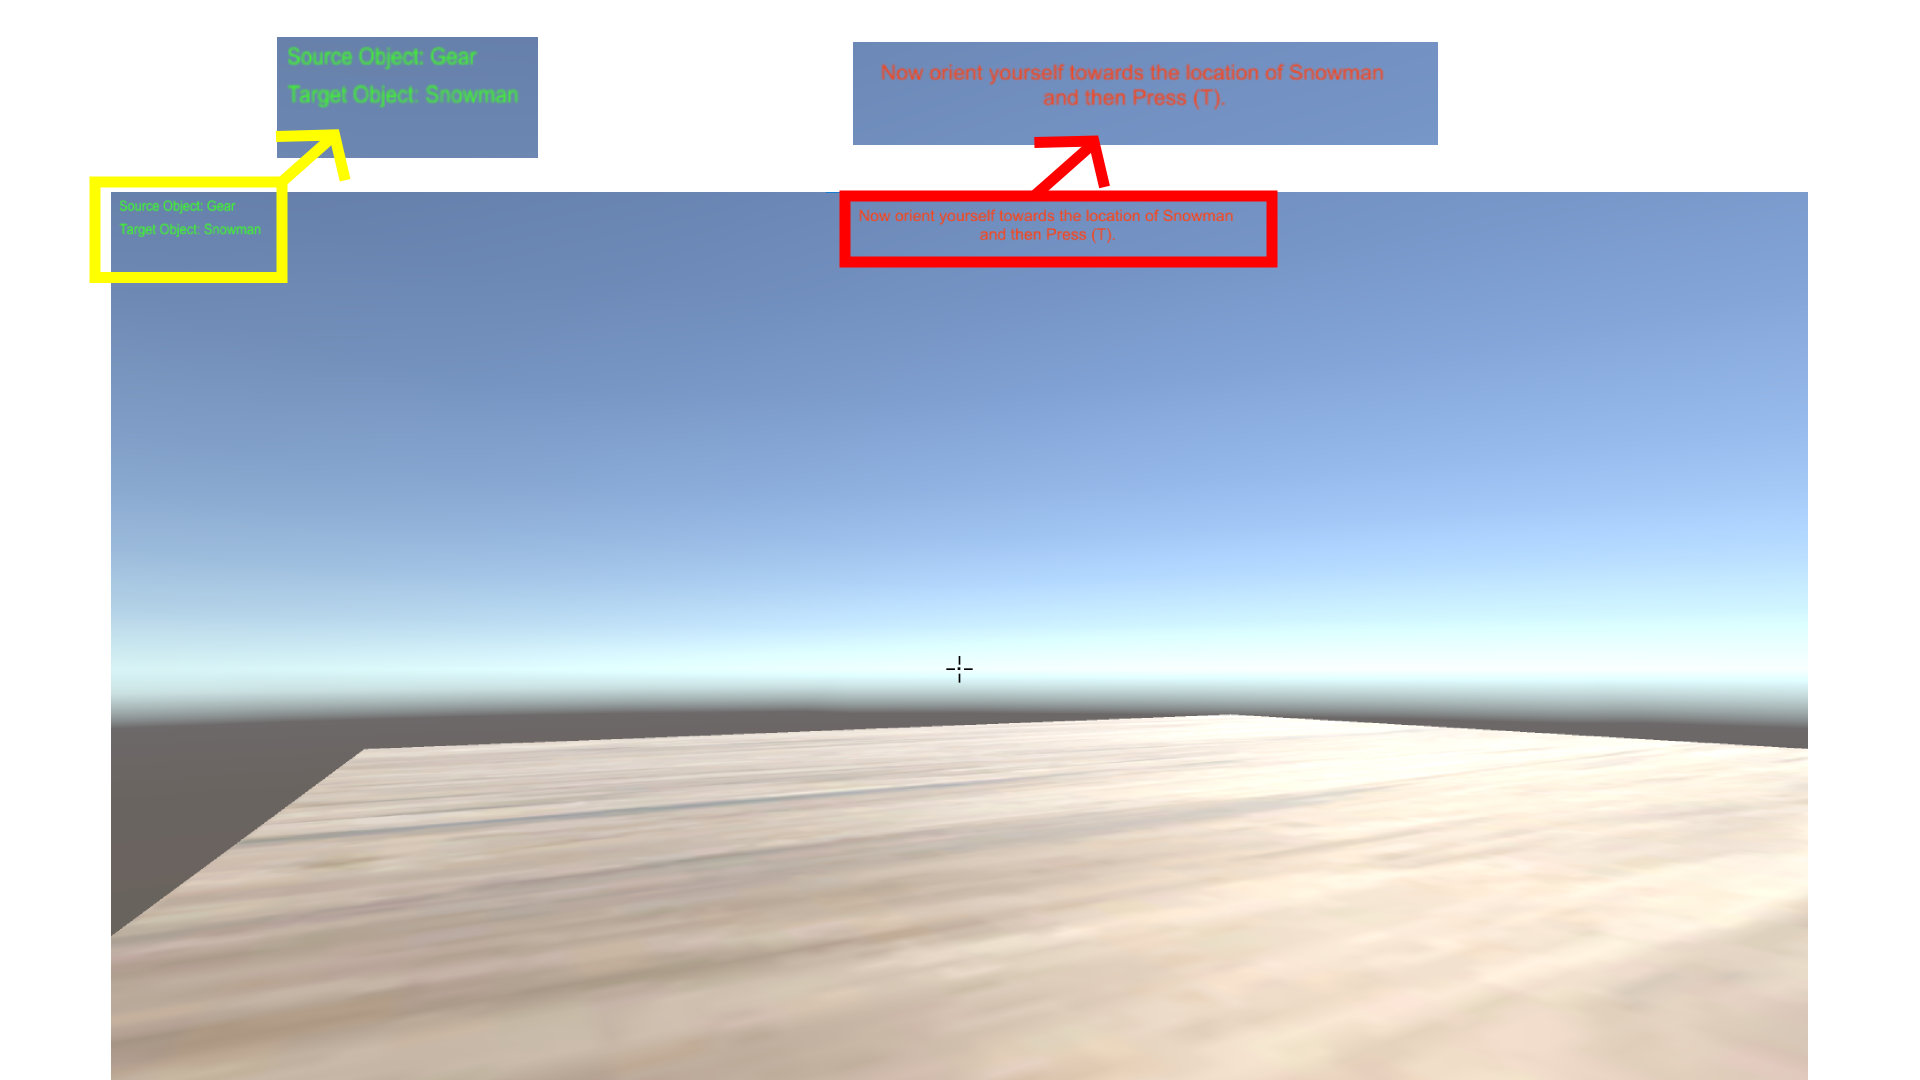 Source Object: Gear
Target Object: Snowman
Now orient yourself towards the location of Snowman
and then Press (T).
Source Object: Gear
Target Object: Snowman
Now orient yourself towards the location of Snowman
and then Press (T).